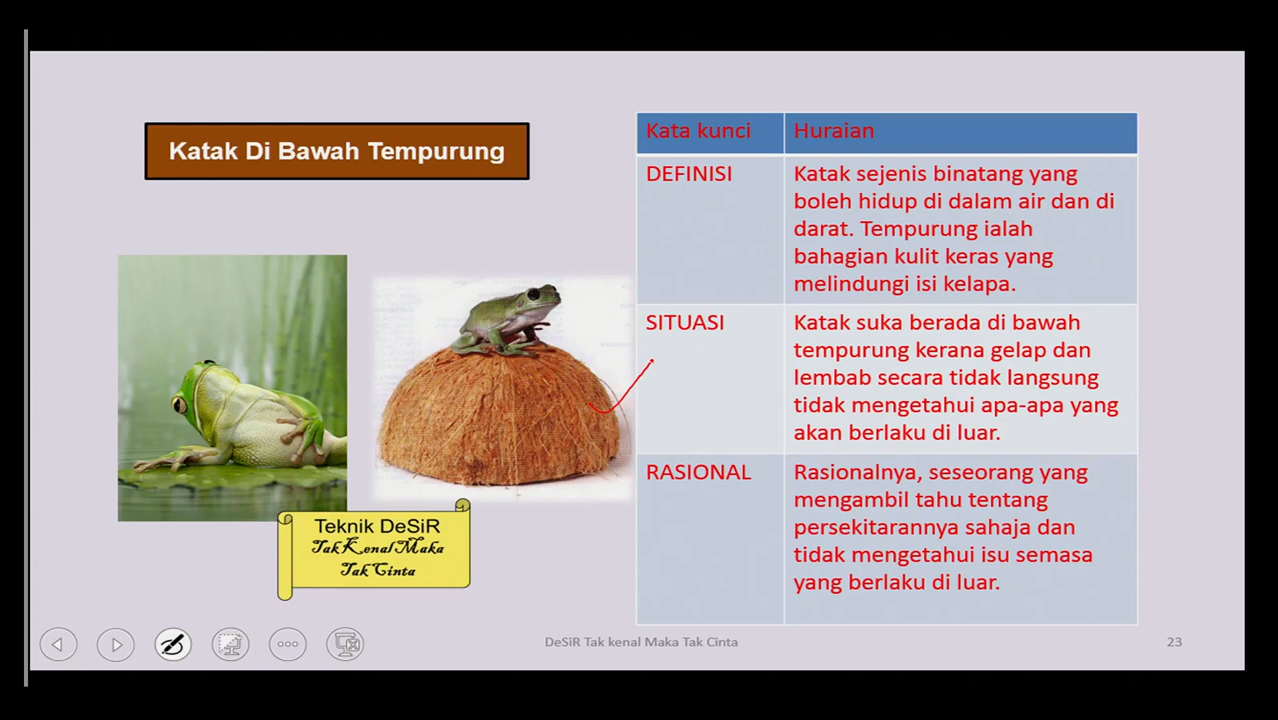 Katak Di Bawah Tempurung
Kata kunci
Huraian
DEFINISI
Katak sejenis binatang yang
boleh hidup di dalam air dan di
darat. Tempurung ialah
bahagian kulit keras yang
melindungi isi kelapa.
SITUASI
Katak suka berada di bawah
tempurung kerana gelap dan
lembab secara tidak langsung
tidak mengetahui apa-apa yang
akan berlaku di luar.
RASIONAL
Rasionalnya, seseorang yang
mengambil tahu tentang
persekitarannya sahaja dan
tidak mengetahui isu semasa
yang berlaku di luar.
Teknik DeSiR
Tak Kenal Maka
Tak Cinta
DeSiR Tak kenal Maka Tak Cinta
23